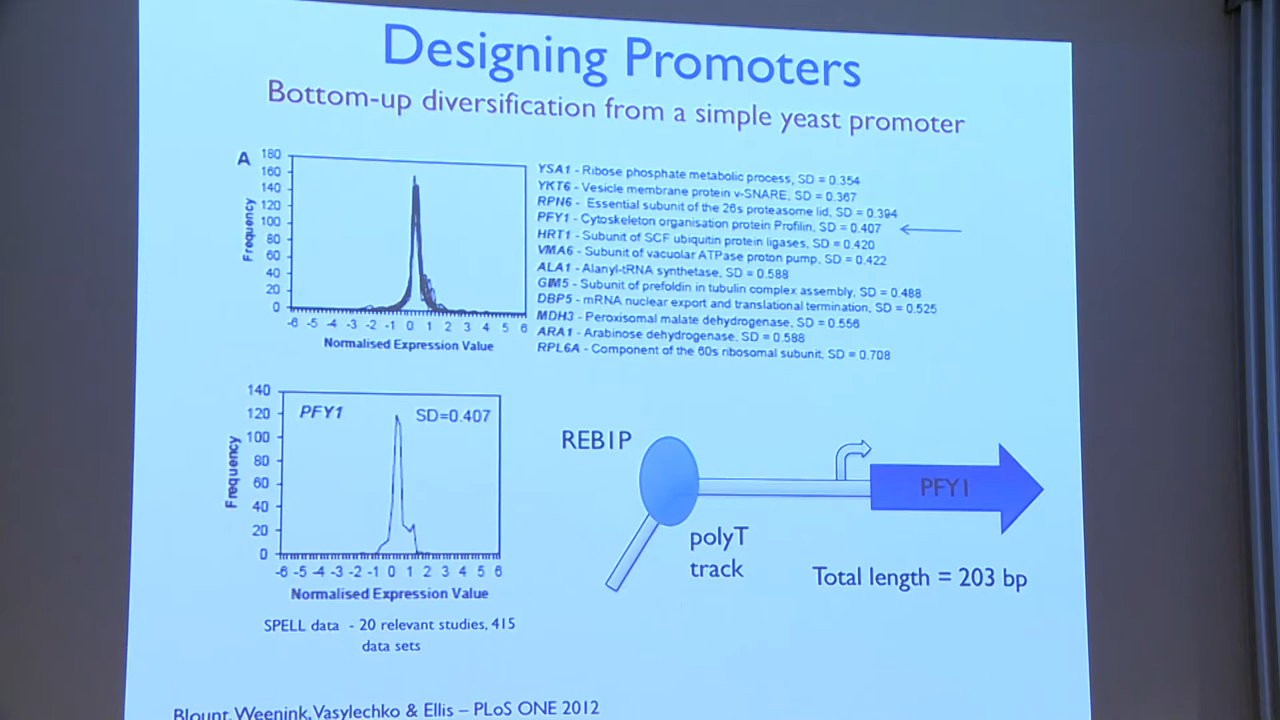 Designing Promoters
Bottom-up diversification from a simple yeast promoter
A
180
160
140
120
100
80
60
40
20
0
Frequency
-6 -5 -4 -3 -2 -1 0 1 2 3 4 5 6
Normalised Expression Value
YSA1 - Ribose phosphate metabolic process, SD = 0.354
YKT6 - Vesicle membrane protein v-SNARE, SD = 0.367
RPN6 - Essential subunit of the 26s proteasome lid, SD = 0.394
PFY1 - Cytoskeleton organisation protein Profilin, SD = 0.407
HRT1 - Subunit of SCF ubiquitin protein ligases, SD = 0.420
VMA6 - Subunit of vacuolar ATPase proton pump, SD = 0.422
ALA1 - Alanyl-tRNA synthetase, SD = 0.588
GIM5 - Subunit of prefoldin in tubulin complex assembly, SD = 0.488
DBP5 - mRNA nuclear export and translational termination, SD = 0.525
MDH3 - Peroxisomal malate dehydrogenase, SD = 0.556
ARA1 - Arabinose dehydrogenase, SD = 0.588
RPL6A - Component of the 60s ribosomal subunit, SD = 0.708
140
120
100
80
60
40
20
0
Frequency
PFY1 SD=0.407
-6 -5 -4 -3 -2 -1 0 1 2 3 4 5 6
Normalised Expression Value
SPELL data - 20 relevant studies, 415
data sets
REB1P
PFY1
polyT
track
Total length = 203 bp
Blount, Weenink, Vasylechko & Ellis – PLoS ONE 2012